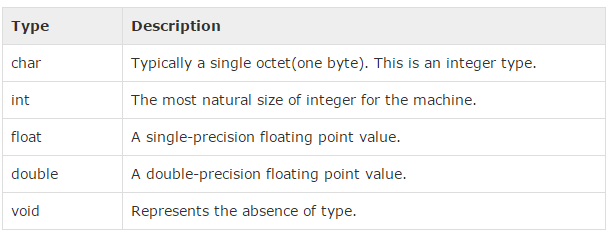 Type Description
char Typically a single octet(one byte). This is an integer type.
int The most natural size of integer for the machine.
float A single-precision floating point value.
double A double-precision floating point value.
void Represents the absence of type.